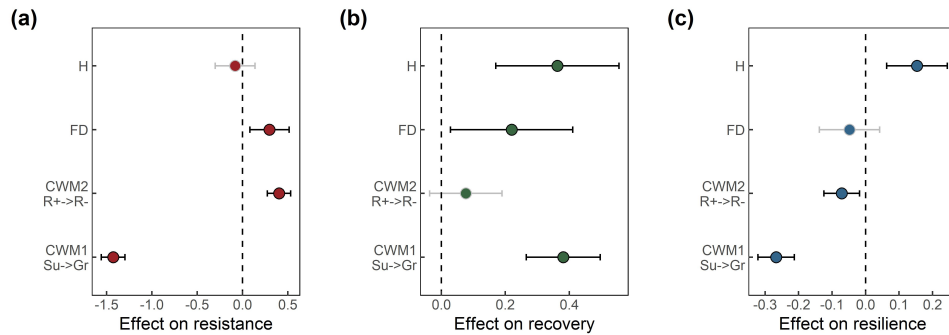 (a)
H
FD
CWM2
R+->R-
CWM1
Su->Gr
-1.5 -1.0 -0.5 0.0 0.5
Effect on resistance
(b)
H
FD
CWM2
R+->R-
CWM1
Su->Gr
0.0 0.2 0.4
Effect on recovery
(c)
H
FD
CWM2
R+->R-
CWM1
Su->Gr
-0.3 -0.2 -0.1 0.0 0.1 0.2
Effect on resilience